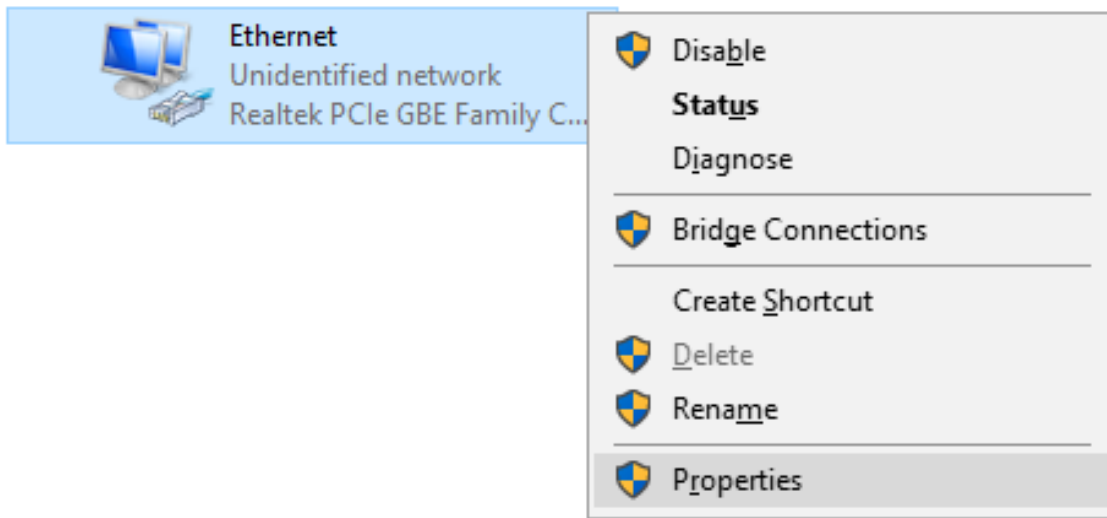 Ethernet
Unidentified network
Realtek PCIe GBE Family C...
Disable
Status
Diagnose
Bridge Connections
Create Shortcut
Delete
Rename
Properties